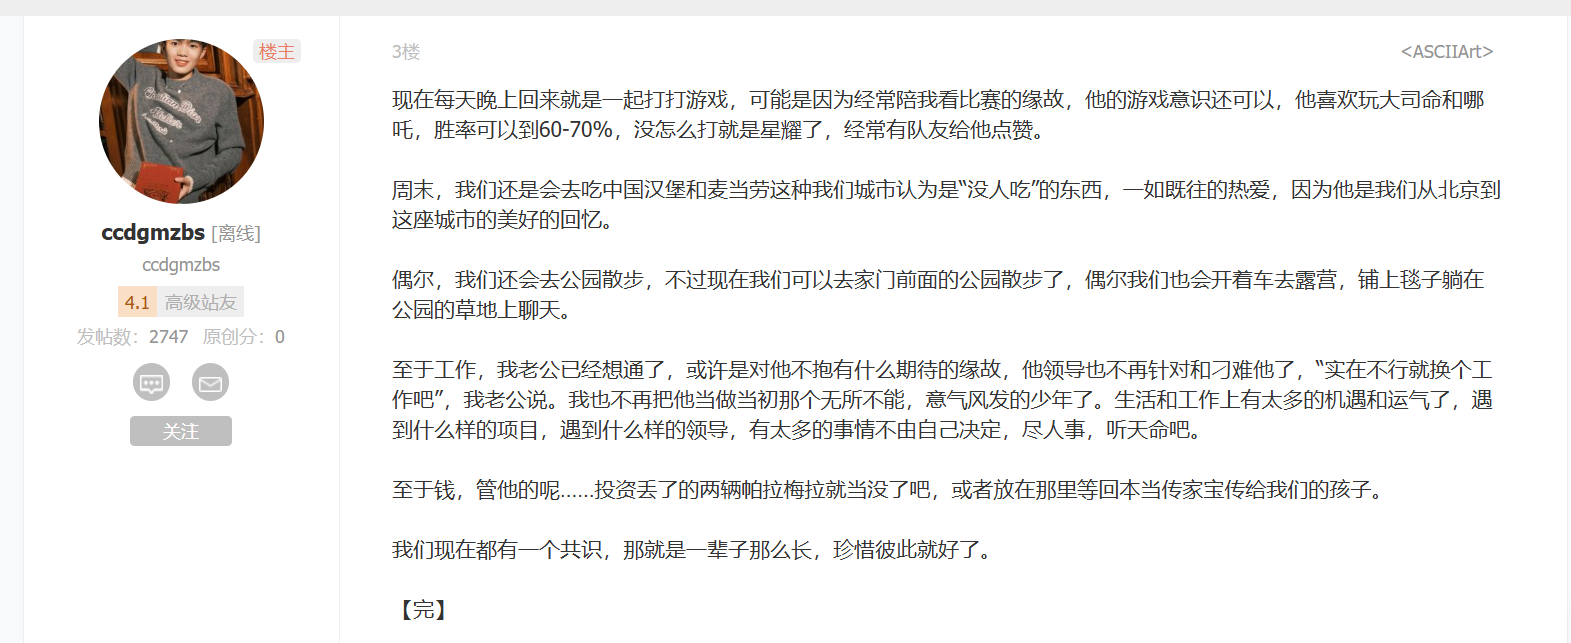 楼主
Christian Dior
Atelier
ccdgmzbs [离线]
ccdgmzbs
4.1 高级站友
发帖数：2747 原创分：0
关注
3楼
<ASCIIArt>
现在每天晚上回来就是一起打打游戏，可能是因为经常陪我看比赛的缘故，他的游戏意识还可以，他喜欢玩大司命和哪
吒，胜率可以到60-70%，没怎么打就是星耀了，经常有队友给他点赞。
周末，我们还是会去吃中国汉堡和麦当劳这种我们城市认为是“没人吃”的东西，一如既往的热爱，因为他是我们从北京到
这座城市的美好的回忆。
偶尔，我们还会去公园散步，不过现在我们可以去家门前面的公园散步了，偶尔我们也会开着车去露营，铺上毯子躺在
公园的草地上聊天。
至于工作，我老公已经想通了，或许是对他不抱有什么期待的缘故，他领导也不再针对和刁难他了，“实在不行就换个工
作吧”，我老公说。我也不再把他当做当初那个无所不能，意气风发的少年了。生活和工作上有太多的机遇和运气了，遇
到什么样的项目，遇到什么样的领导，有太多的事情不由自己决定，尽人事，听天命吧。
至于钱，管他的呢......投资丢了的两辆帕拉梅拉就当没了吧，或者放在那里等回本当传家宝传给我们的孩子。
我们现在都有一个共识，那就是一辈子那么长，珍惜彼此就好了。
【完】